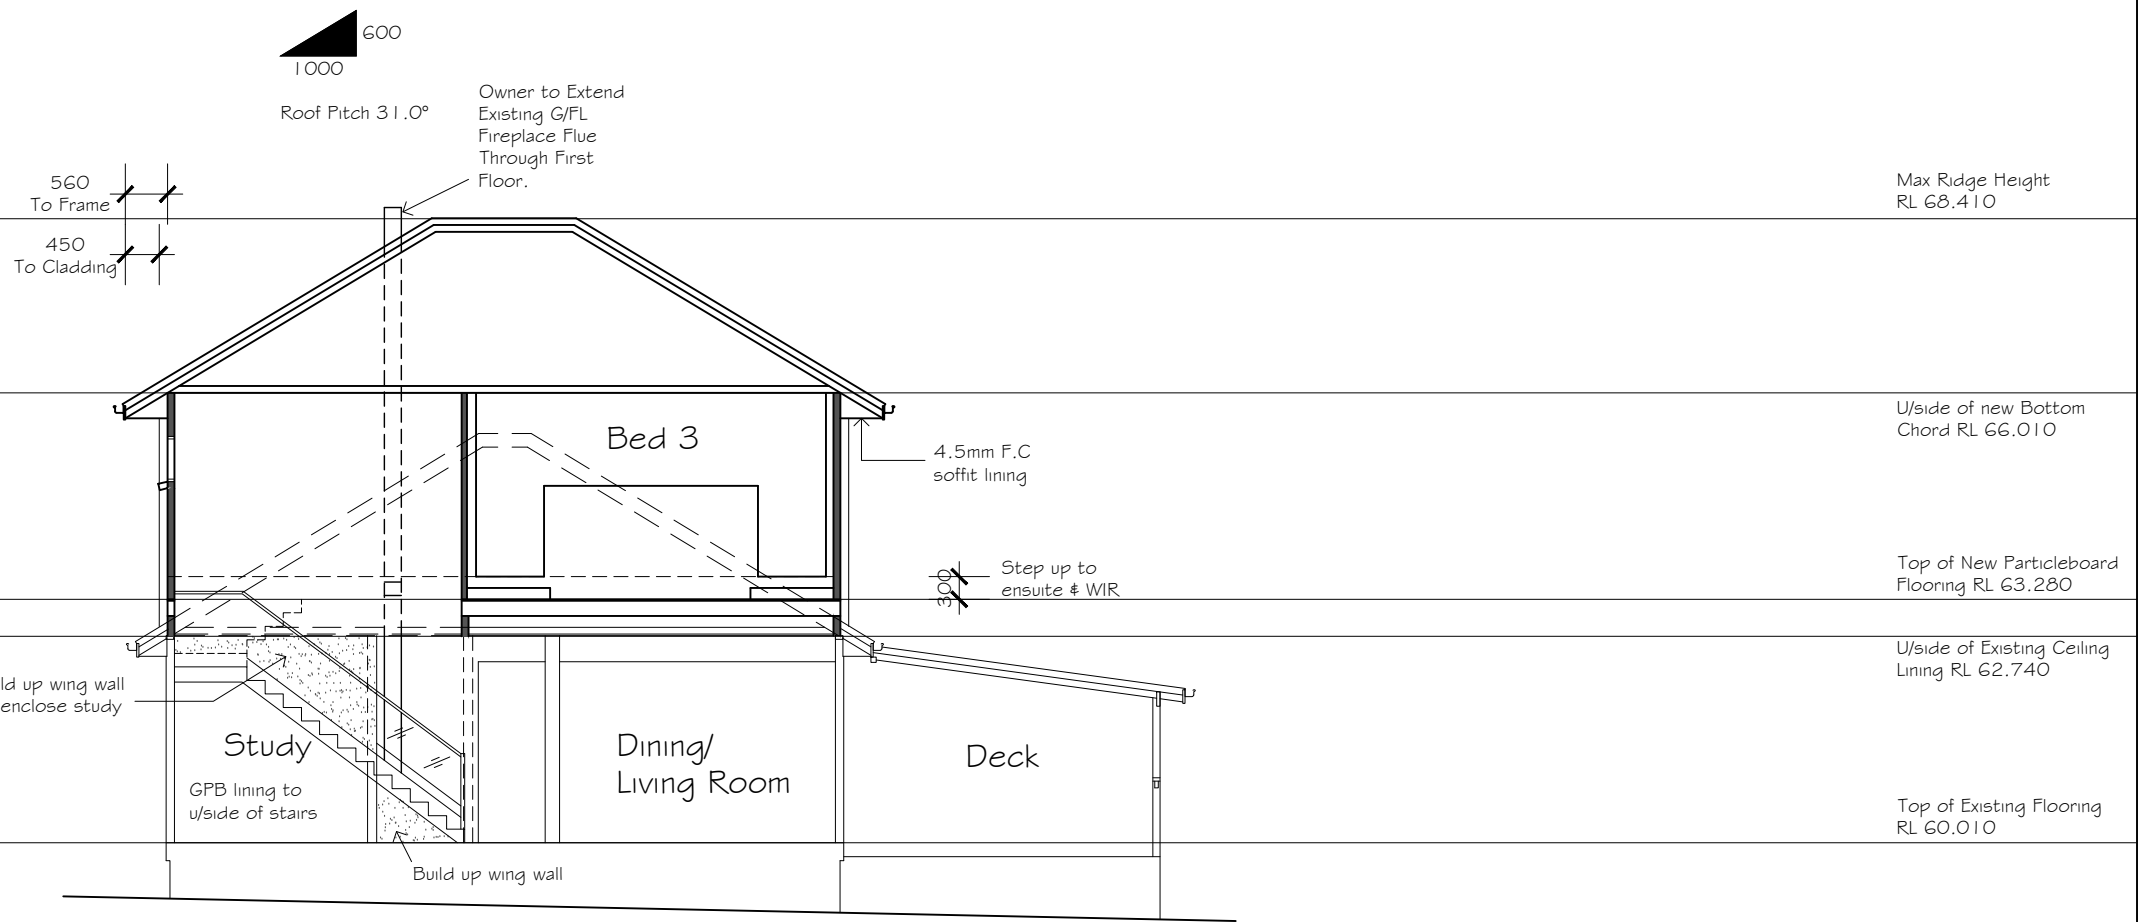 600
1000
Roof Pitch 31.0°
Owner to Extend
Existing G/FL
Fireplace Flue
Through First
Floor.
560
To Frame
450
To Cladding
Max Ridge Height
RL 68.410
U/side of new Bottom
Chord RL 66.010
Bed 3
4.5mm F.C
soffit lining
300
Step up to
ensuite & WIR
Top of New Particleboard
Flooring RL 63.280
U/side of Existing Ceiling
Lining RL 62.740
ld up wing wall
enclose study
Study
GPB lining to
u/side of stairs
Dining/
Living Room
Deck
Top of Existing Flooring
RL 60.010
Build up wing wall